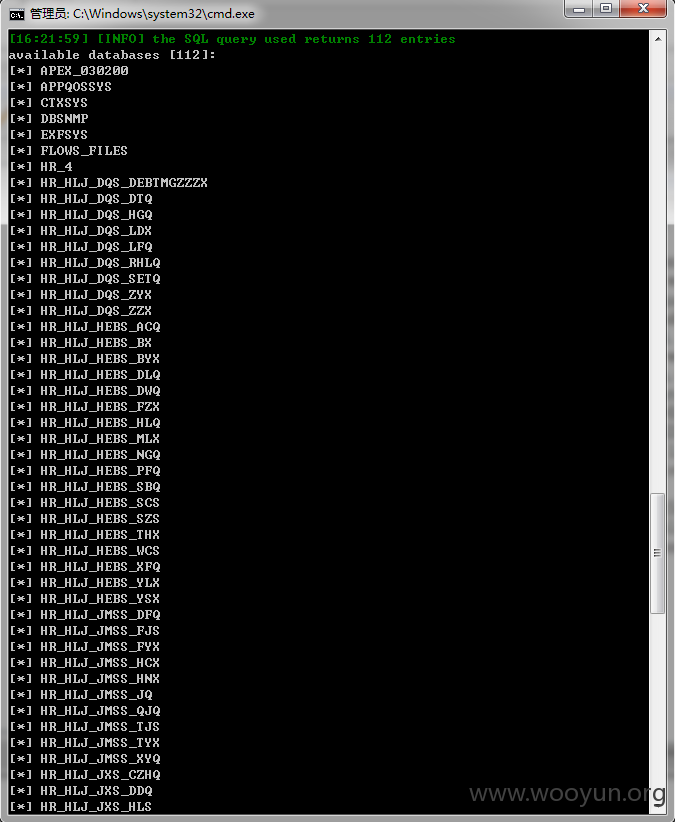 管理员: C:\Windows\system32\cmd.exe
[16:21:59] [INFO] the SQL query used returns 112 entries
available databases [112]:
[*] APEX_030200
[*] APPQOSSYS
[*] CTXSYS
[*] DBSNMP
[*] EXFSYS
[*] FLOWS_FILES
[*] HR_4
[*] HR_HLJ_DQS_DEBTMGZZZX
[*] HR_HLJ_DQS_DTQ
[*] HR_HLJ_DQS_HGQ
[*] HR_HLJ_DQS_LDX
[*] HR_HLJ_DQS_LFQ
[*] HR_HLJ_DQS_RHLQ
[*] HR_HLJ_DQS_SETQ
[*] HR_HLJ_DQS_ZYX
[*] HR_HLJ_DQS_ZZX
[*] HR_HLJ_HEBS_ACQ
[*] HR_HLJ_HEBS_BX
[*] HR_HLJ_HEBS_BYX
[*] HR_HLJ_HEBS_DLQ
[*] HR_HLJ_HEBS_DWQ
[*] HR_HLJ_HEBS_FZX
[*] HR_HLJ_HEBS_HLQ
[*] HR_HLJ_HEBS_MLX
[*] HR_HLJ_HEBS_NGQ
[*] HR_HLJ_HEBS_PFQ
[*] HR_HLJ_HEBS_SBQ
[*] HR_HLJ_HEBS_SCS
[*] HR_HLJ_HEBS_SZS
[*] HR_HLJ_HEBS_THX
[*] HR_HLJ_HEBS_WCS
[*] HR_HLJ_HEBS_XFQ
[*] HR_HLJ_HEBS_YLX
[*] HR_HLJ_HEBS_YSX
[*] HR_HLJ_JMSS_DFQ
[*] HR_HLJ_JMSS_FJS
[*] HR_HLJ_JMSS_FYX
[*] HR_HLJ_JMSS_HCX
[*] HR_HLJ_JMSS_HNX
[*] HR_HLJ_JMSS_JQ
[*] HR_HLJ_JMSS_QJQ
[*] HR_HLJ_JMSS_TJS
[*] HR_HLJ_JMSS_TYX
[*] HR_HLJ_JMSS_XYQ
[*] HR_HLJ_JXS_CZHQ
[*] HR_HLJ_JXS_DDQ
[*] HR_HLJ_JXS_HLS
www.wooyun.org